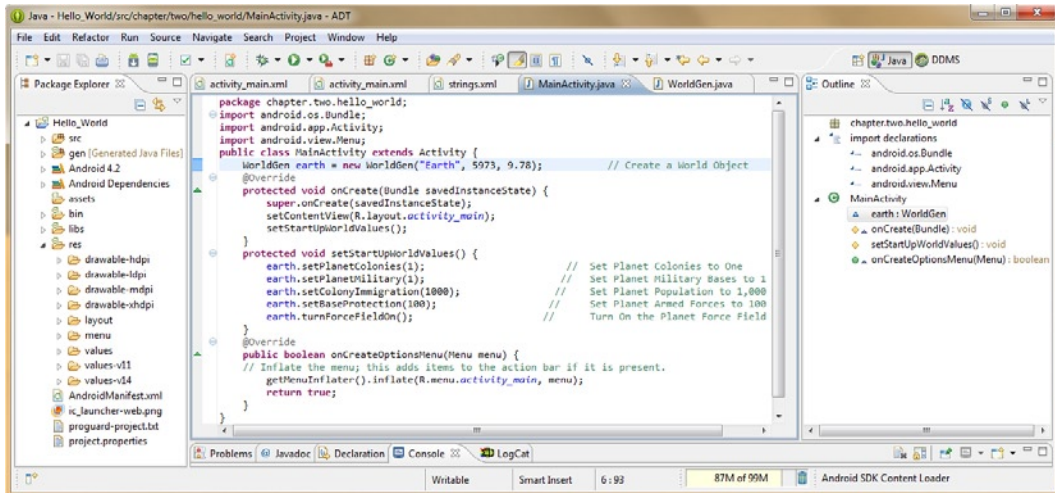 Java - Hello_World/src/chapter/two/hello_world/MainActivity.java - ADT
File Edit Refactor Run Source Navigate Search Project Window Help
Java DDMS
Package Explorer
activity_main.xml activity_main.xml strings.xml MainActivity.java WorldGen.java
Outline
Hello_World
src
gen [Generated Java Files]
Android 4.2
Android Dependencies
assets
bin
libs
res
drawable-hdpi
drawable-ldpi
drawable-mdpi
drawable-xhdpi
layout
menu
values
values-v11
values-v14
AndroidManifest.xml
ic_launcher-web.png
proguard-project.txt
project.properties
package chapter.two.hello_world;
import android.os.Bundle;
import android.app.Activity;
import android.view.Menu;
public class MainActivity extends Activity {
WorldGen earth = new WorldGen("Earth", 5973, 9.78); // Create a World Object
@Override
protected void onCreate(Bundle savedInstanceState) {
super.onCreate(savedInstanceState);
setContentView(R.layout.activity_main);
setStartUpWorldValues();
}
protected void setStartUpWorldValues() {
earth.setPlanetColonies(1); // Set Planet Colonies to One
earth.setPlanetMilitary(1); // Set Planet Military Bases to 1
earth.setColonyImmigration(1000); // Set Planet Population to 1,000
earth.setBaseProtection(100); // Set Planet Armed Forces to 100
earth.turnForceFieldOn(); // Turn On the Planet Force Field
}
@Override
public boolean onCreateOptionsMenu(Menu menu) {
// Inflate the menu; this adds items to the action bar if it is present.
getMenuInflater().inflate(R.menu.activity_main, menu);
return true;
}
}
chapter.two.hello_world
import declarations
android.os.Bundle
android.app.Activity
android.view.Menu
MainActivity
earth : WorldGen
onCreate(Bundle) : void
setStartUpWorldValues() : void
onCreateOptionsMenu(Menu) : boolean
Problems Javadoc Declaration Console LogCat
Writable Smart Insert 6 : 93 87M of 99M Android SDK Content Loader